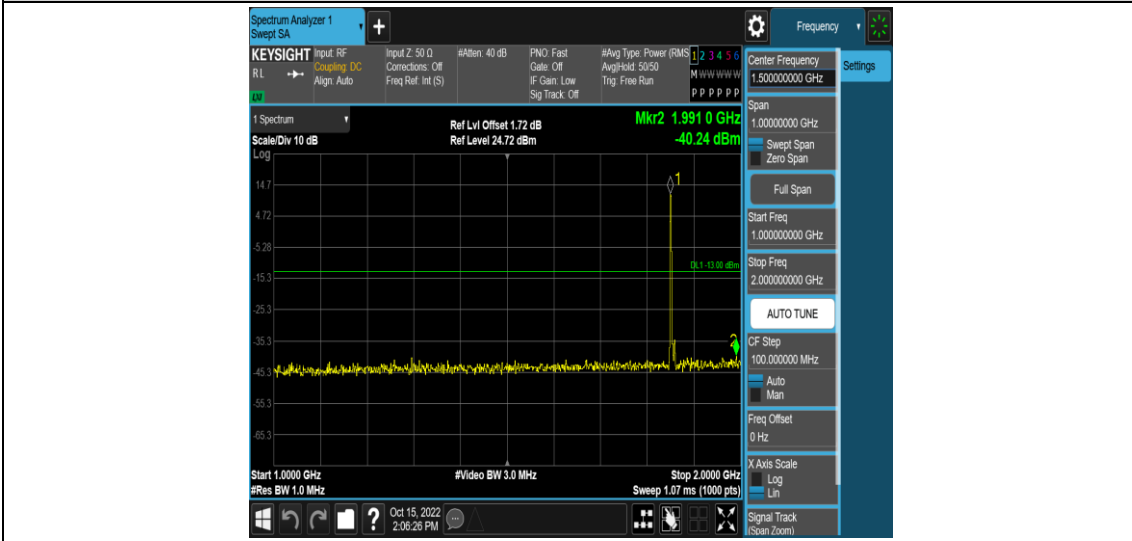 Spectrum Analyzer 1
Swept SA
+
Frequency
KEYSIGHT
RL
Input: RF
Coupling: DC
Align: Auto
Input Z: 50 Ω
Corrections: Off
Freq Ref: Int (S)
#Atten: 40 dB
PNO: Fast
Gate: Off
IF Gain: Low
Sig Track: Off
#Avg Type: Power (RMS
Avg|Hold: 50/50
Trig: Free Run
1 2 3 4 5 6
M W W W W W
P P P P P P
1 Spectrum
Scale/Div 10 dB
Log
Ref Lvl Offset 1.72 dB
Ref Level 24.72 dBm
Mkr2 1.991 0 GHz
-40.24 dBm
14.7
4.72
-5.28
-15.3
-25.3
-35.3
-45.3
-55.3
-65.3
1
DL1 -13.00 dBm
2
Start 1.0000 GHz
#Res BW 1.0 MHz
#Video BW 3.0 MHz
Stop 2.0000 GHz
Sweep 1.07 ms (1000 pts)
Center Frequency
1.500000000 GHz
Settings
Span
1.00000000 GHz
Swept Span
Zero Span
Full Span
Start Freq
1.000000000 GHz
Stop Freq
2.000000000 GHz
AUTO TUNE
CF Step
100.000000 MHz
Auto
Man
Freq Offset
0 Hz
X Axis Scale
Log
Lin
Signal Track
(Span Zoom)
?
Oct 15, 2022
2:06:26 PM